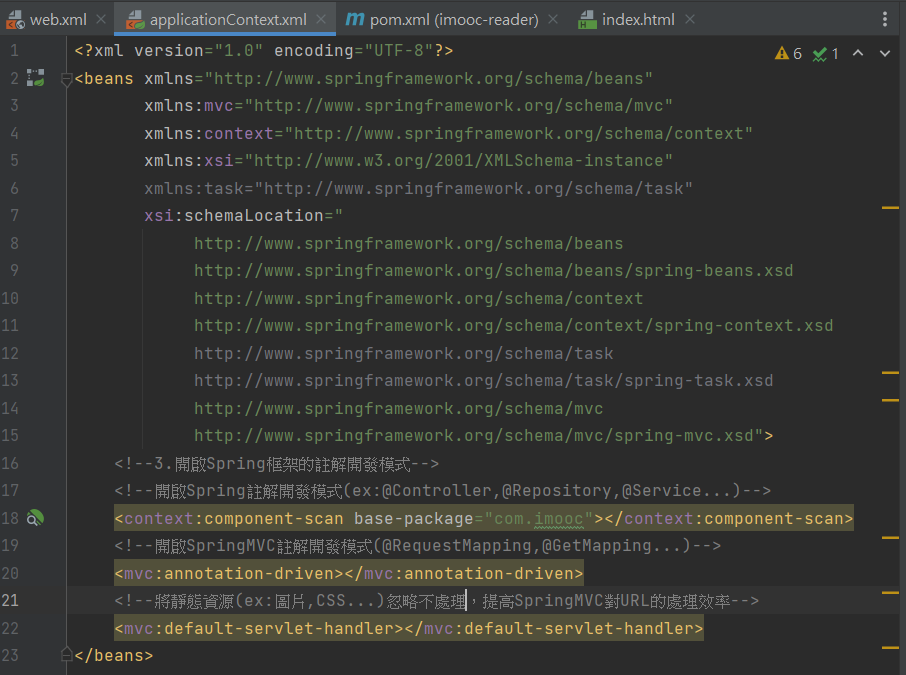 web.xml applicationContext.xml pom.xml (imooc-reader) index.html
6 1
1 <?xml version="1.0" encoding="UTF-8"?>
2 <beans xmlns="http://www.springframework.org/schema/beans"
3 xmlns:mvc="http://www.springframework.org/schema/mvc"
4 xmlns:context="http://www.springframework.org/schema/context"
5 xmlns:xsi="http://www.w3.org/2001/XMLSchema-instance"
6 xmlns:task="http://www.springframework.org/schema/task"
7 xsi:schemaLocation="
8 http://www.springframework.org/schema/beans
9 http://www.springframework.org/schema/beans/spring-beans.xsd
10 http://www.springframework.org/schema/context
11 http://www.springframework.org/schema/context/spring-context.xsd
12 http://www.springframework.org/schema/task
13 http://www.springframework.org/schema/task/spring-task.xsd
14 http://www.springframework.org/schema/mvc
15 http://www.springframework.org/schema/mvc/spring-mvc.xsd">
16 <!--3.開啟Spring框架的註解開發模式-->
17 <!--開啟Spring註解開發模式(ex:@Controller,@Repository,@Service...)-->
18 <context:component-scan base-package="com.imooc"></context:component-scan>
19 <!--開啟SpringMVC註解開發模式(@RequestMapping,@GetMapping...)-->
20 <mvc:annotation-driven></mvc:annotation-driven>
21 <!--將靜態資源(ex:圖片,CSS...)忽略不處理，提高SpringMVC對URL的處理效率-->
22 <mvc:default-servlet-handler></mvc:default-servlet-handler>
23 </beans>